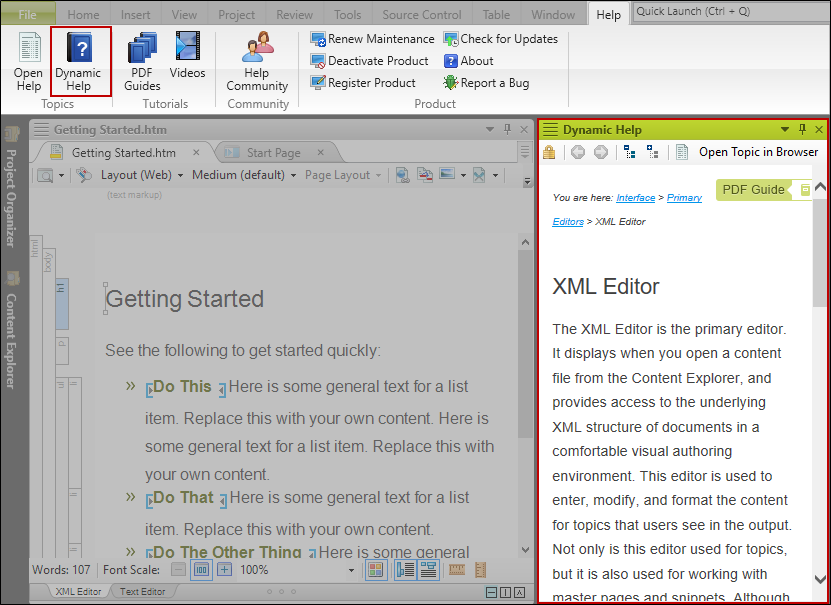 File Home Insert View Project Review Tools Source Control Table Window Help Quick Launch (Ctrl + Q)
Open Help
Dynamic Help
PDF Guides
Videos
Help Community
Renew Maintenance
Deactivate Product
Register Product
Check for Updates
About
Report a Bug
Topics Tutorials Community Product
Project Organizer
Content Explorer
Getting Started.htm
Getting Started.htm Start Page
Layout (Web) Medium (default) Page Layout
(text markup)
html
body
h1
p
ul
li
li
Getting Started
See the following to get started quickly:
» Do This Here is some general text for a list
item. Replace this with your own content. Here is
some general text for a list item. Replace this with
your own content.
» Do That Here is some general text for a list
item. Replace this with your own content.
» Do The Other Thing Here is some general
Words: 107 Font Scale: 100%
XML Editor Text Editor
Dynamic Help
Open Topic in Browser
PDF Guide
You are here: Interface > Primary
Editors > XML Editor
XML Editor
The XML Editor is the primary editor.
It displays when you open a content
file from the Content Explorer, and
provides access to the underlying
XML structure of documents in a
comfortable visual authoring
environment. This editor is used to
enter, modify, and format the content
for topics that users see in the output.
Not only is this editor used for topics,
but it is also used for working with
master pages and snippets. Although